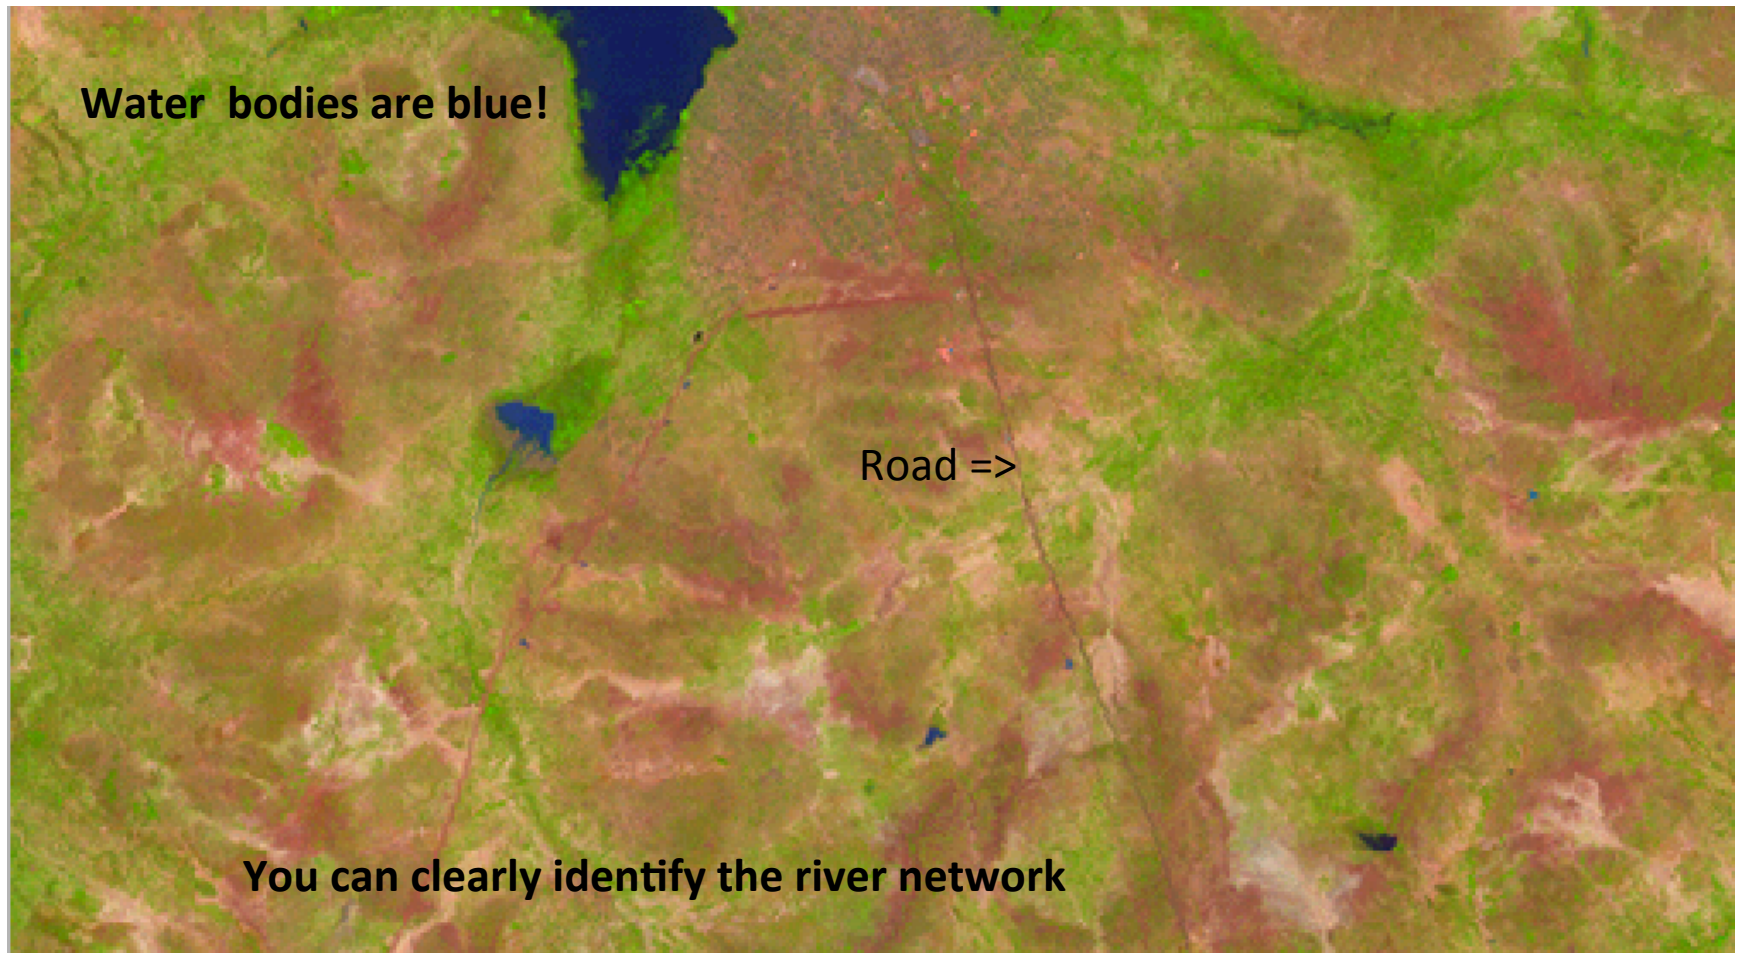 Water  bodies are blue!
Road =>
You can clearly identify the river network